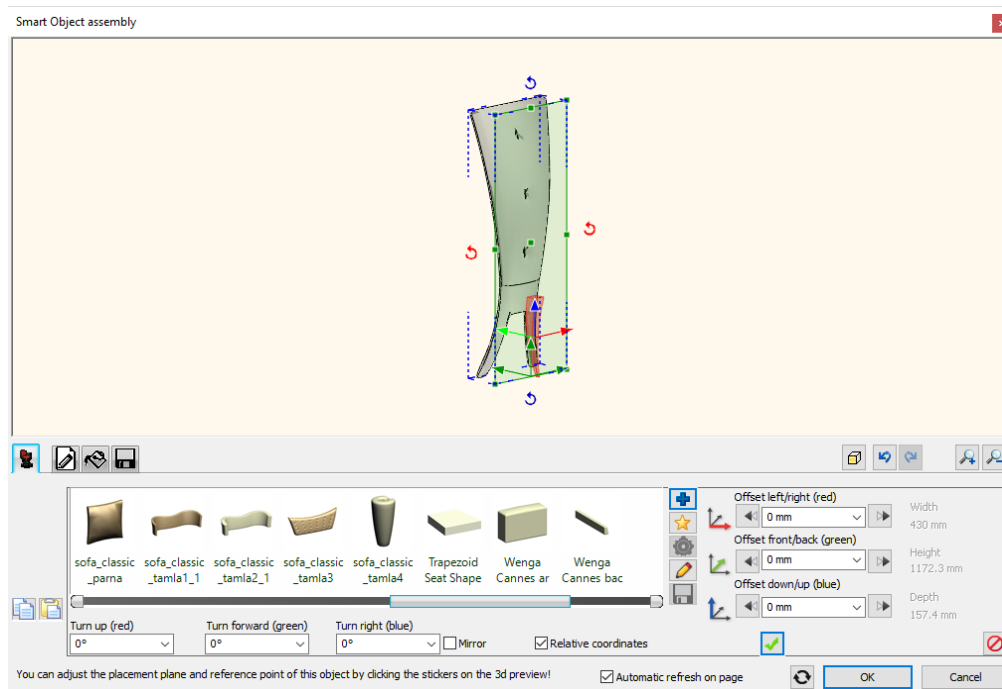 Smart Object assembly
sofa_classic
_parna
sofa_classic
_tamla1_1
sofa_classic
_tamla2_1
sofa_classic
_tamla3
sofa_classic
_tamla4
Trapezoid
Seat Shape
Wenga
Cannes ar
Wenga
Cannes bac
Offset left/right (red)
0 mm
Width
430 mm
Offset front/back (green)
0 mm
Height
1172.3 mm
Offset down/up (blue)
0 mm
Depth
157.4 mm
Turn up (red)
Turn forward (green)
Turn right (blue)
0°
0°
0°
Mirror
Relative coordinates
You can adjust the placement plane and reference point of this object by clicking the stickers on the 3d preview!
Automatic refresh on page
OK
Cancel